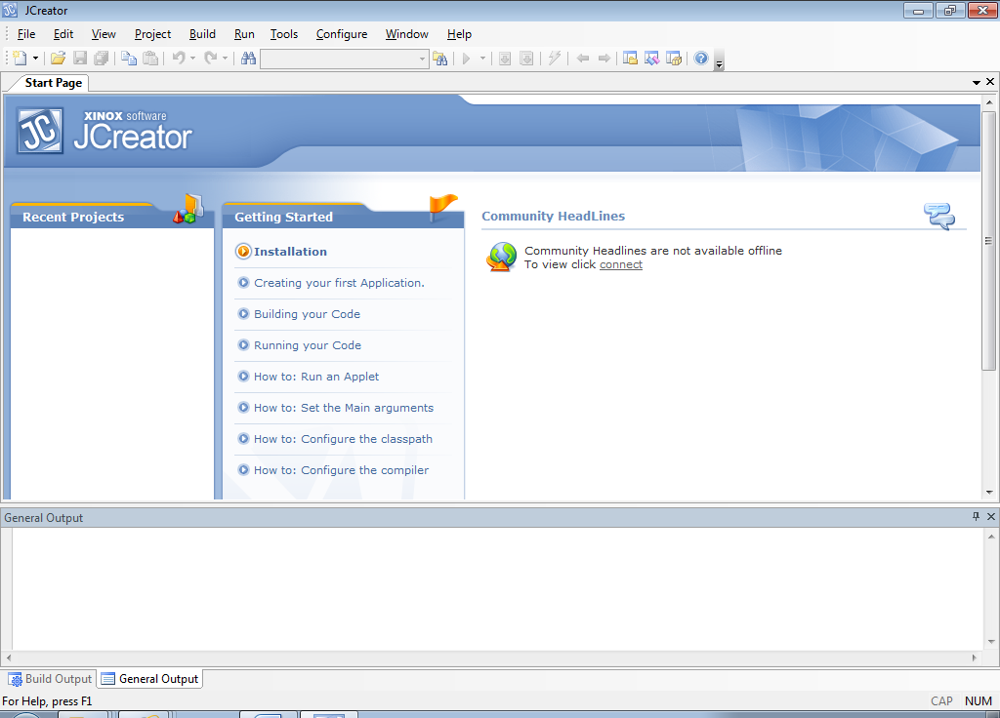 JCreator
File Edit View Project Build Run Tools Configure Window Help
Start Page
JC XINOX software
JCreator
Recent Projects
Getting Started
Installation
Creating your first Application.
Building your Code
Running your Code
How to: Run an Applet
How to: Set the Main arguments
How to: Configure the classpath
How to: Configure the compiler
Community HeadLines
Community Headlines are not available offline
To view click connect
General Output
Build Output General Output
For Help, press F1 CAP NUM